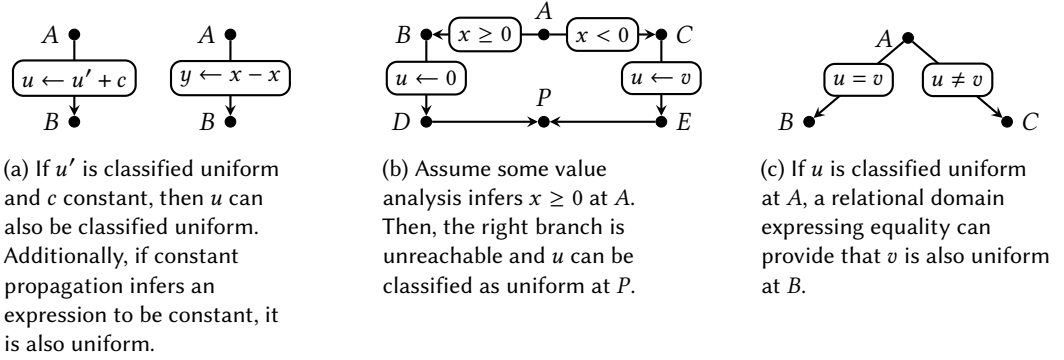 A
u ← u′ + c
B
A
y ← x − x
B
A
B
x ≥ 0
x < 0
C
u ← 0
u ← v
P
D
E
A
u = v
u ≠ v
B
C
(a) If u′ is classified uniform
and c constant, then u can
also be classified uniform.
Additionally, if constant
propagation infers an
expression to be constant, it
is also uniform.
(b) Assume some value
analysis infers x ≥ 0 at A.
Then, the right branch is
unreachable and u can be
classified as uniform at P.
(c) If u is classified uniform
at A, a relational domain
expressing equality can
provide that v is also uniform
at B.